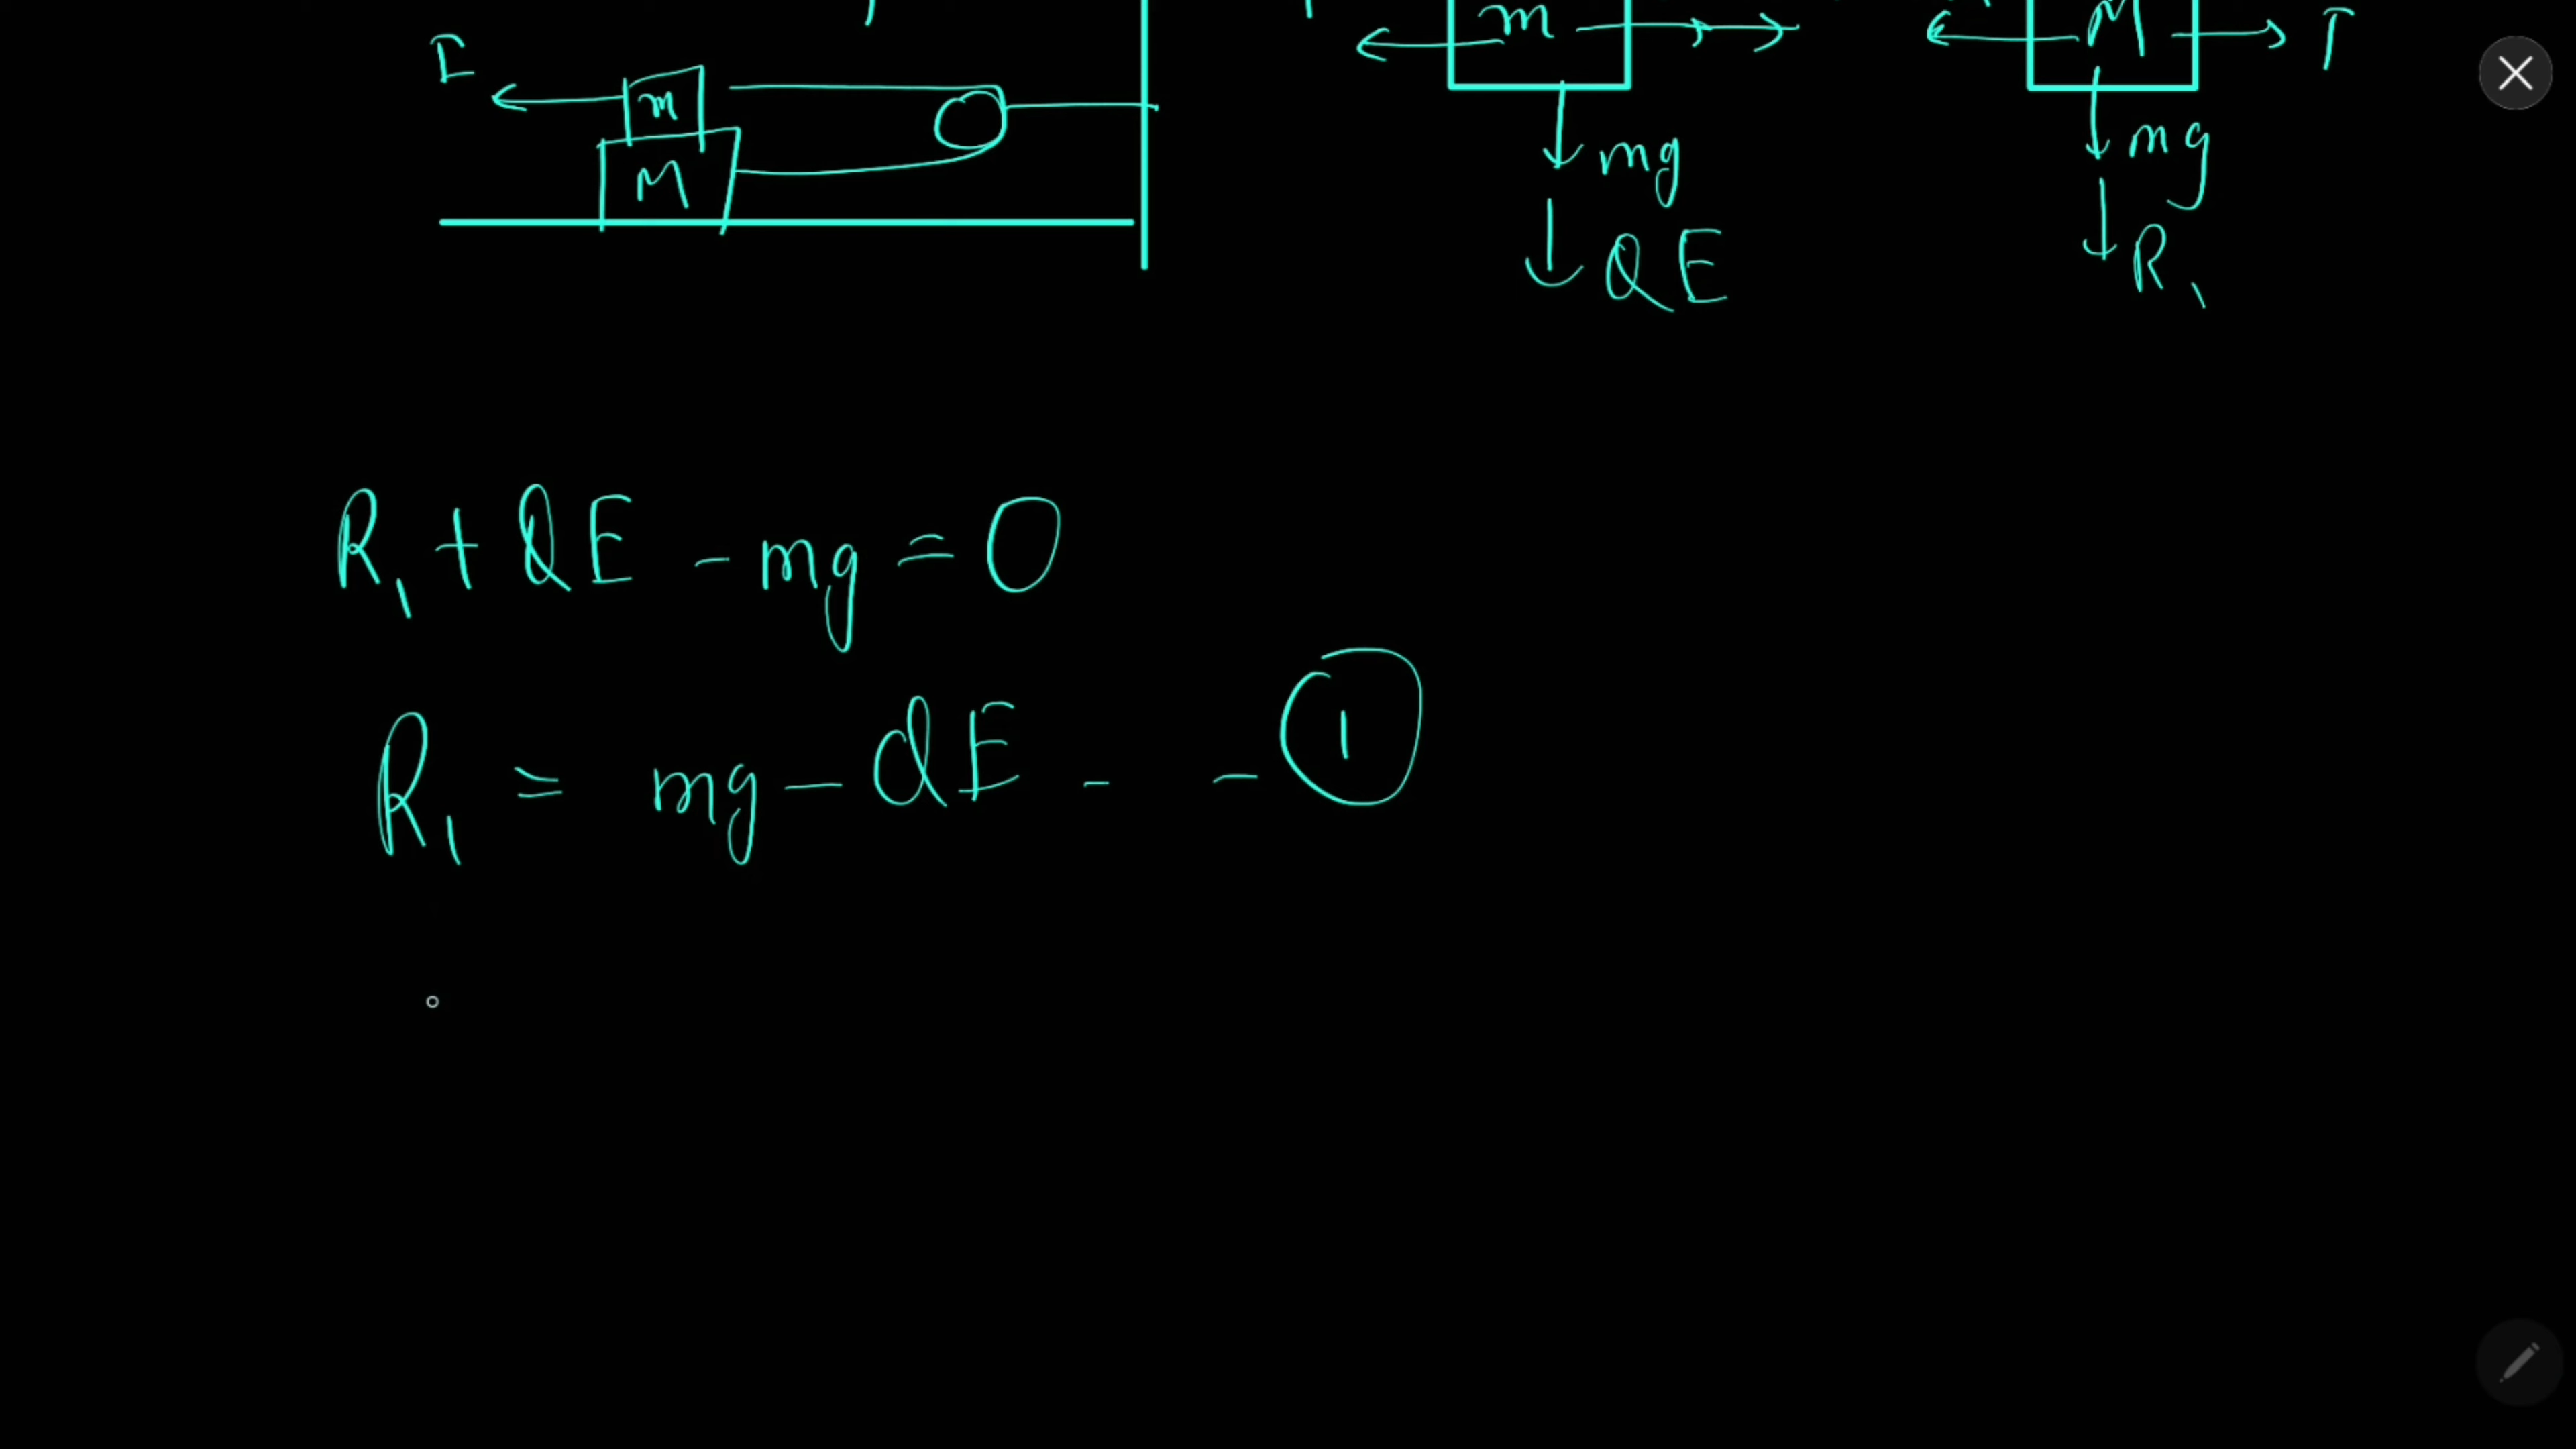 m M T
I m mg mg
M QE R₁
R₁ + QE - mg = 0
R₁ = mg - QE - - ①